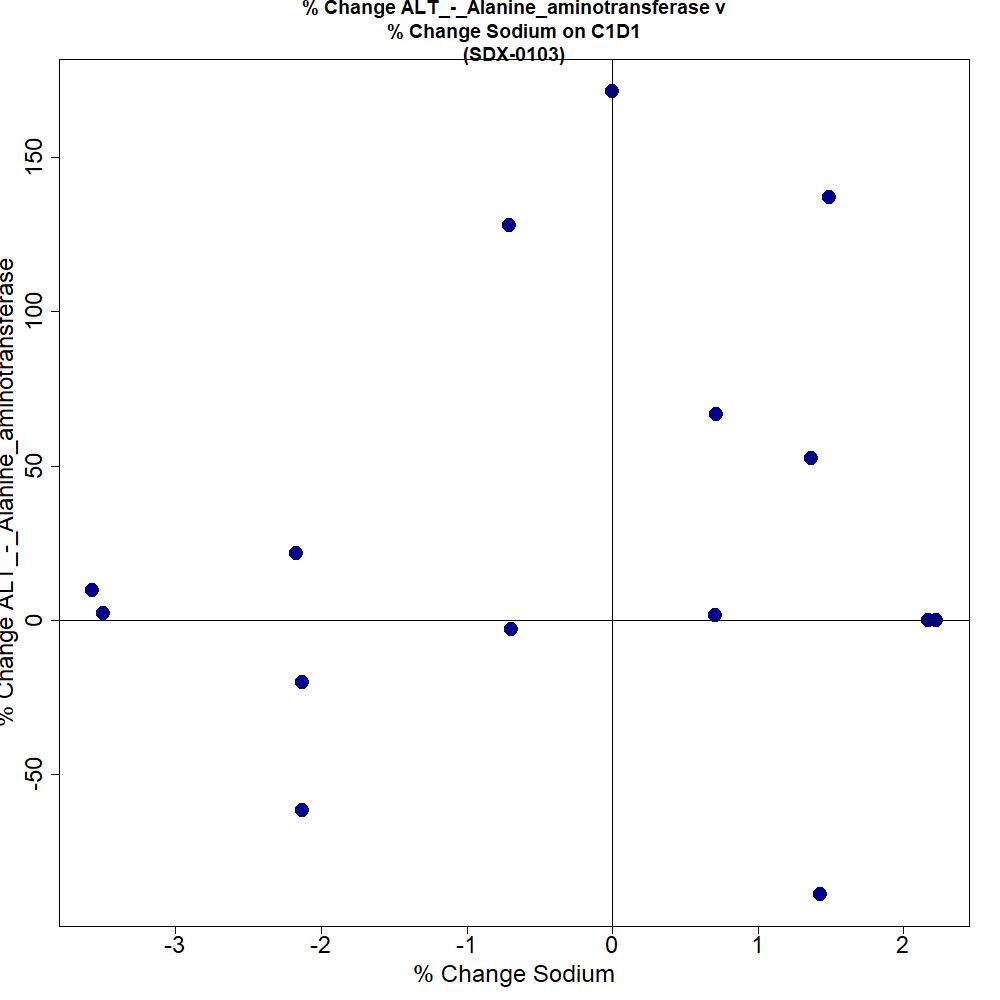 % Change ALT_-_Alanine_aminotransferase v
% Change Sodium on C1D1
(SDX-0103)
% Change ALT_-_Alanine_aminotransferase
150
100
50
0
-50
-3
-2
-1
0
1
2
% Change Sodium